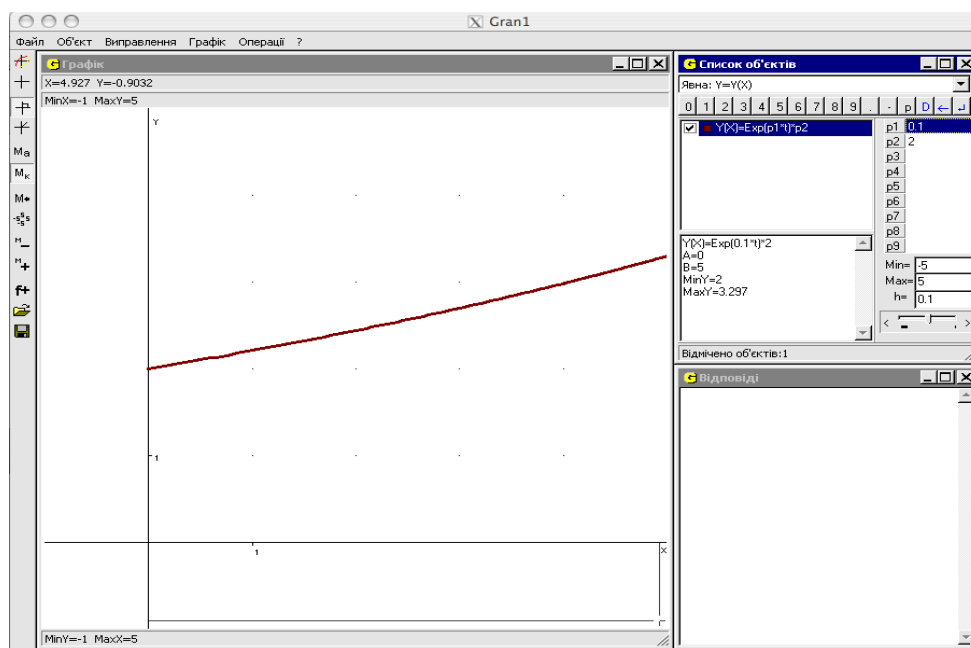 Gran1
Файл Об'єкт Виправлення Графік Операції ?
Графік
X=4.927 Y=-0.9032
MinX=-1 MaxY=5
Y
1
1
X
MinY=-1 MaxX=5
Ma
Mк
M*
-sss
M-
M+
f+
Список об'єктів
Явна: Y=Y(X)
0 1 2 3 4 5 6 7 8 9 . - p D ← ↲
Y(X)=Exp(p1*t)*p2
p1 0.1
p2 2
p3
p4
p5
p6
p7
p8
p9
Y(X)=Exp(0.1*t)*2
A=0
B=5
MinY=2
MaxY=3.297
Min= -5
Max= 5
h= 0.1
< >
Відмічено об'єктів:1
Відповіді